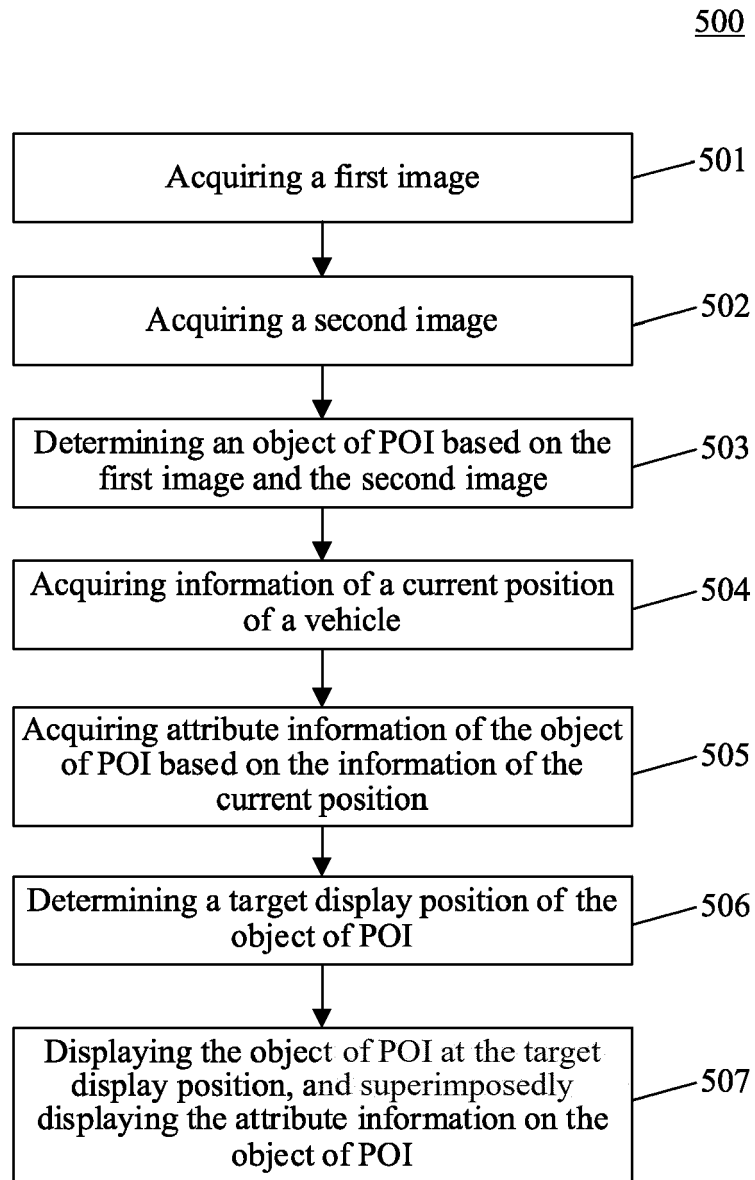 500
Acquiring a first image
501
Acquiring a second image
502
Determining an object of POI based on the
first image and the second image
503
Acquiring information of a current position
of a vehicle
504
Acquiring attribute information of the object
of POI based on the information of the
current position
505
Determining a target display position of the
object of POI
506
Displaying the object of POI at the target
display position, and superimposedly
displaying the attribute information on the
object of POI
507